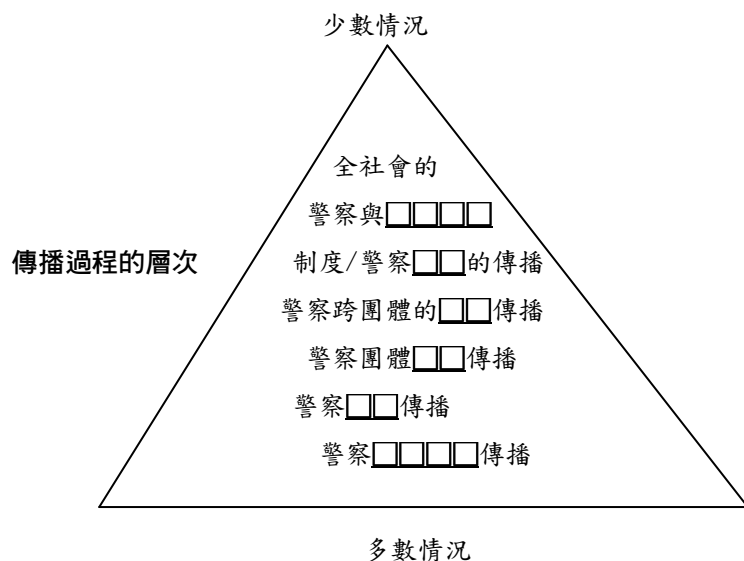 少數情況
全社會的
警察與□□□□
傳播過程的層次
制度/警察□□的傳播
警察跨團體的□□傳播
警察團體□□傳播
警察□□傳播
警察□□□□傳播
多數情況